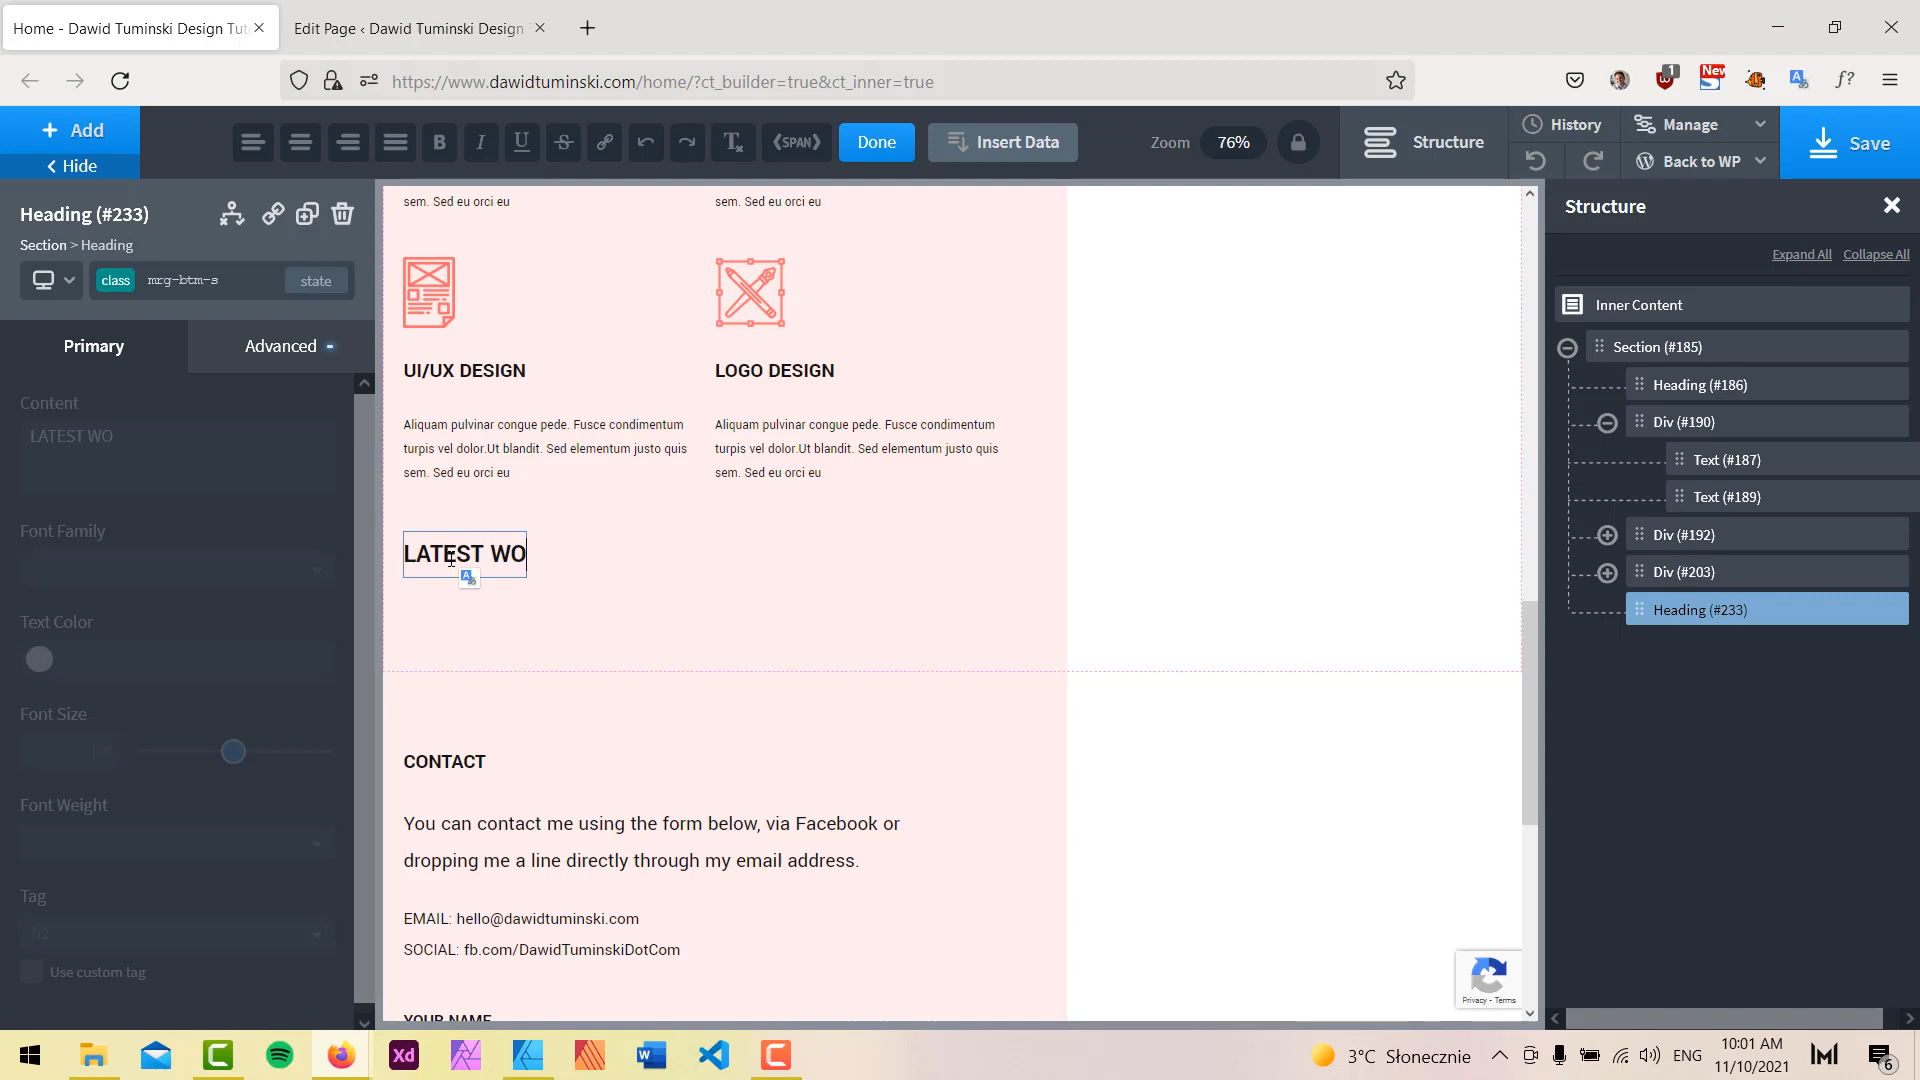 Home - Dawid Tuminski Design Tut
Edit Page ‹ Dawid Tuminski Design
https://www.dawidtuminski.com/home/?ct_builder=true&ct_inner=true
1
New
f?
Add
Hide
B
I
U
S
T
SPAN
Done
Insert Data
Zoom
76%
Structure
History
Manage
Back to WP
Save
Heading (#233)
Section > Heading
class
mrg-btm-s
state
Primary
Advanced
Content
LATEST WO
Font Family
Text Color
Font Size
px
Font Weight
Tag
h2
Use custom tag
sem. Sed eu orci eu
sem. Sed eu orci eu
UI/UX DESIGN
LOGO DESIGN
Aliquam pulvinar congue pede. Fusce condimentum
turpis vel dolor.Ut blandit. Sed elementum justo quis
sem. Sed eu orci eu
Aliquam pulvinar congue pede. Fusce condimentum
turpis vel dolor.Ut blandit. Sed elementum justo quis
sem. Sed eu orci eu
LATEST WO
CONTACT
You can contact me using the form below, via Facebook or
dropping me a line directly through my email address.
EMAIL: hello@dawidtuminski.com
SOCIAL: fb.com/DawidTuminskiDotCom
YOUR NAME
Privacy - Terms
Structure
Expand All
Collapse All
Inner Content
Section (#185)
Heading (#186)
Div (#190)
Text (#187)
Text (#189)
Div (#192)
Div (#203)
Heading (#233)
Xd
3°C Słonecznie
ENG
10:01 AM
11/10/2021
6